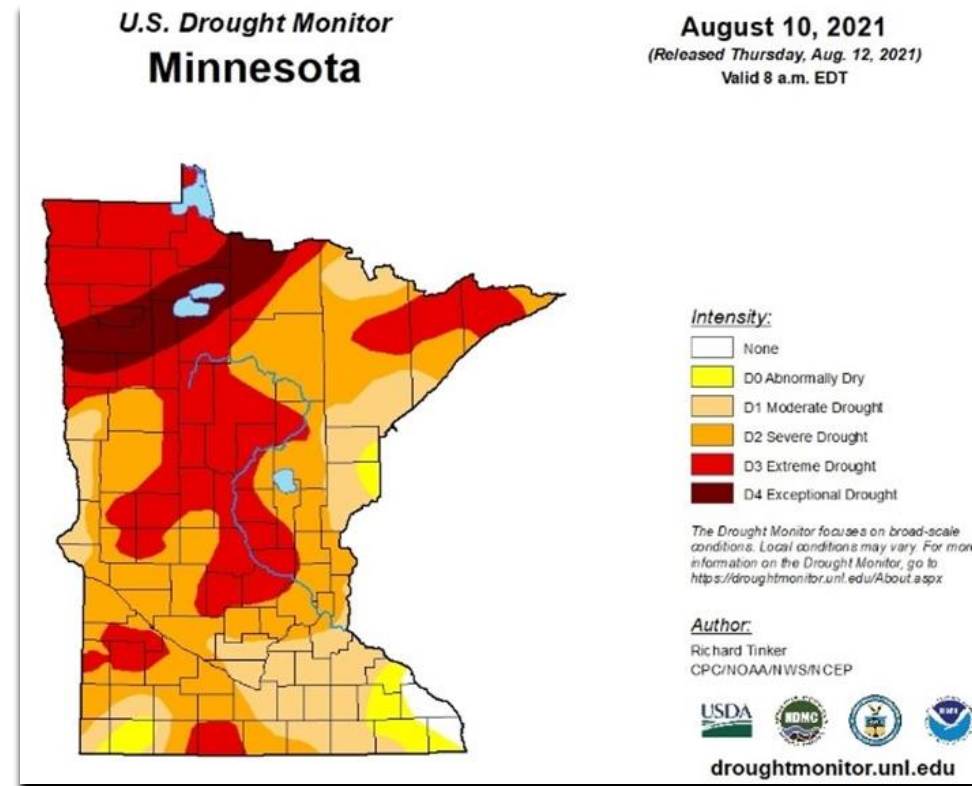 U.S. Drought Monitor
Minnesota
August 10, 2021
(Released Thursday, Aug. 12, 2021)
Valid 8 a.m. EDT
Intensity:
None
D0 Abnormally Dry
D1 Moderate Drought
D2 Severe Drought
D3 Extreme Drought
D4 Exceptional Drought
The Drought Monitor focuses on broad-scale
conditions. Local conditions may vary. For more
information on the Drought Monitor, go to
https://droughtmonitor.unl.edu/About.aspx
Author:
Richard Tinker
CPC/NOAA/NWS/NCEP
USDA
NDMC
droughtmonitor.unl.edu